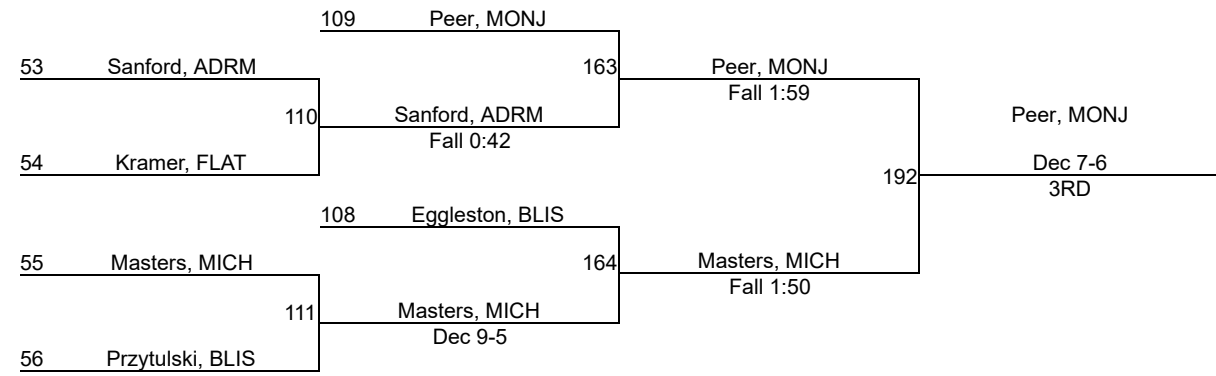 109 Peer, MONJ
53 Sanford, ADRM
163 Peer, MONJ
Fall 1:59
110 Sanford, ADRM
Fall 0:42
Peer, MONJ
54 Kramer, FLAT
192 Dec 7-6
3RD
108 Eggleston, BLIS
55 Masters, MICH
164 Masters, MICH
Fall 1:50
111 Masters, MICH
Dec 9-5
56 Przytulski, BLIS